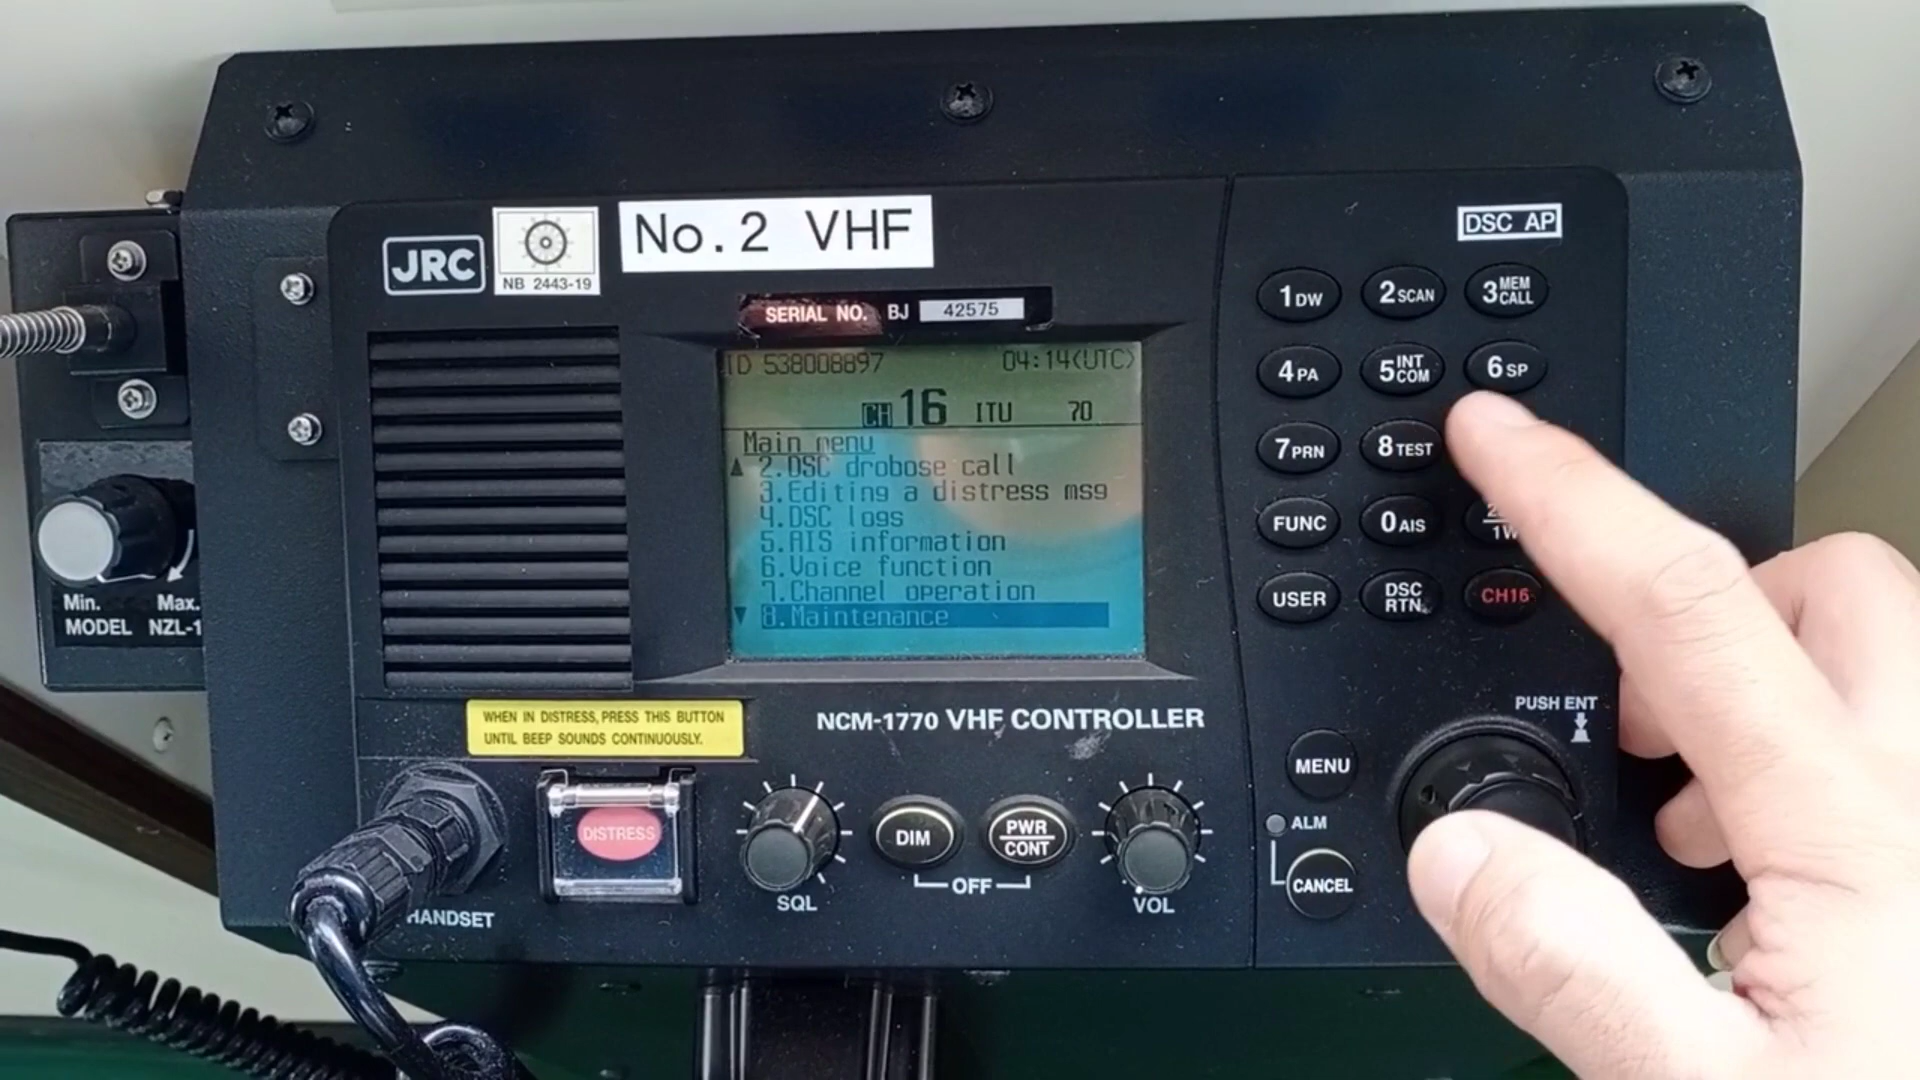 JRC
NB 2443-19
No.2 VHF
DSC AP
SERIAL NO. BJ 42575
ID 538008897 04:14(UTC)
CH 16 ITU 70
Main menu
▲ 2.DSC drobose call
3.Editing a distress msg
4.DSC logs
5.AIS information
6.Voice function
7.Channel operation
▼ 8.Maintenance
1 DW
2 SCAN
3 MEM CALL
4 PA
5 INT COM
6 SP
7 PRN
8 TEST
FUNC
0 AIS
1W
USER
DSC RTN
CH16
Min. Max.
MODEL NZL-1
WHEN IN DISTRESS, PRESS THIS BUTTON
UNTIL BEEP SOUNDS CONTINUOUSLY.
NCM-1770 VHF CONTROLLER
PUSH ENT
MENU
ALM
CANCEL
HANDSET
DISTRESS
SQL
DIM
PWR
CONT
OFF
VOL